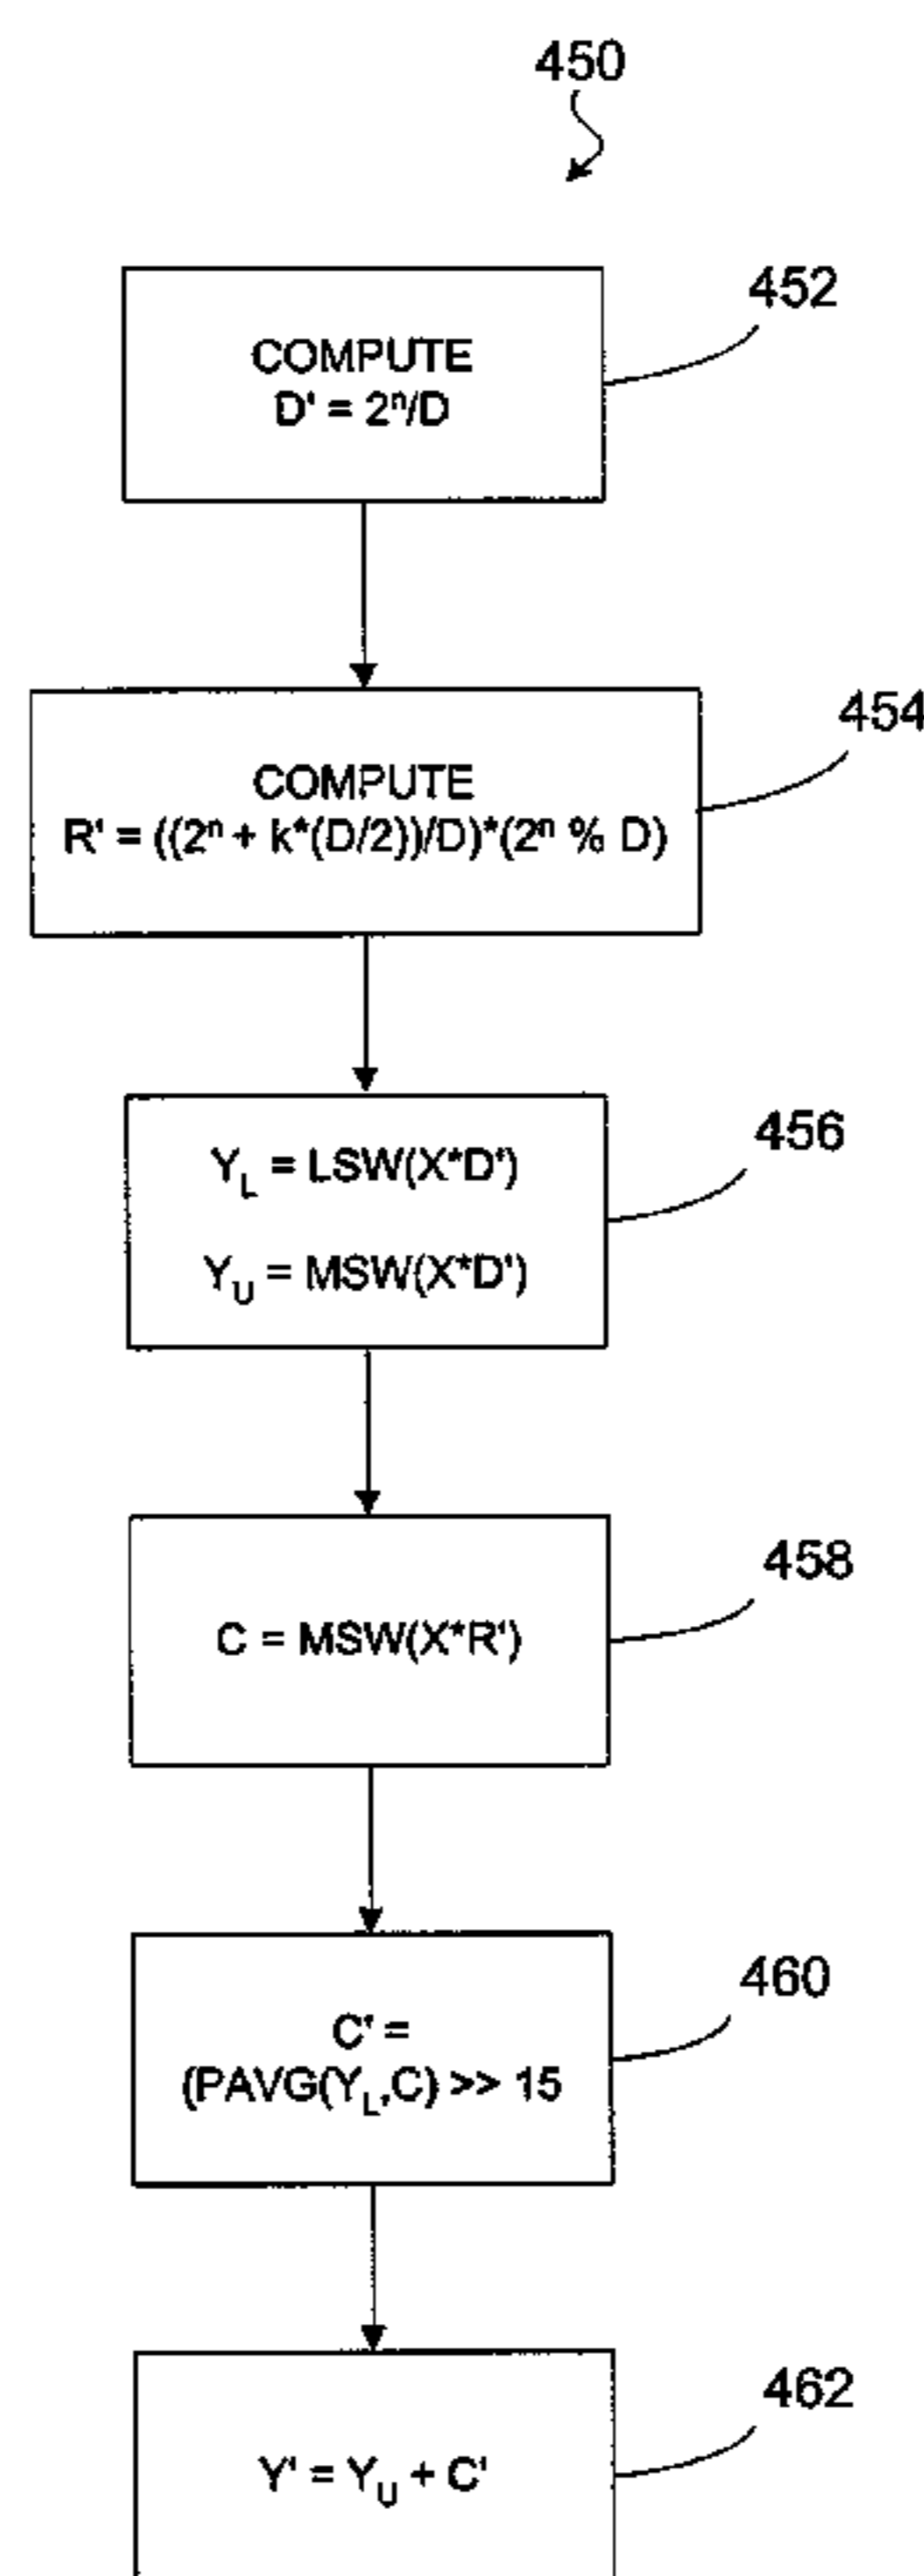 450
452
COMPUTE
D' = 2ⁿ/D
454
COMPUTE
R' = ((2ⁿ + k*(D/2))/D)*(2ⁿ % D)
456
Y_L = LSW(X*D')
Y_U = MSW(X*D')
458
C = MSW(X*R')
460
C' =
(PAVG(Y_L,C) >> 15
462
Y' = Y_U + C'